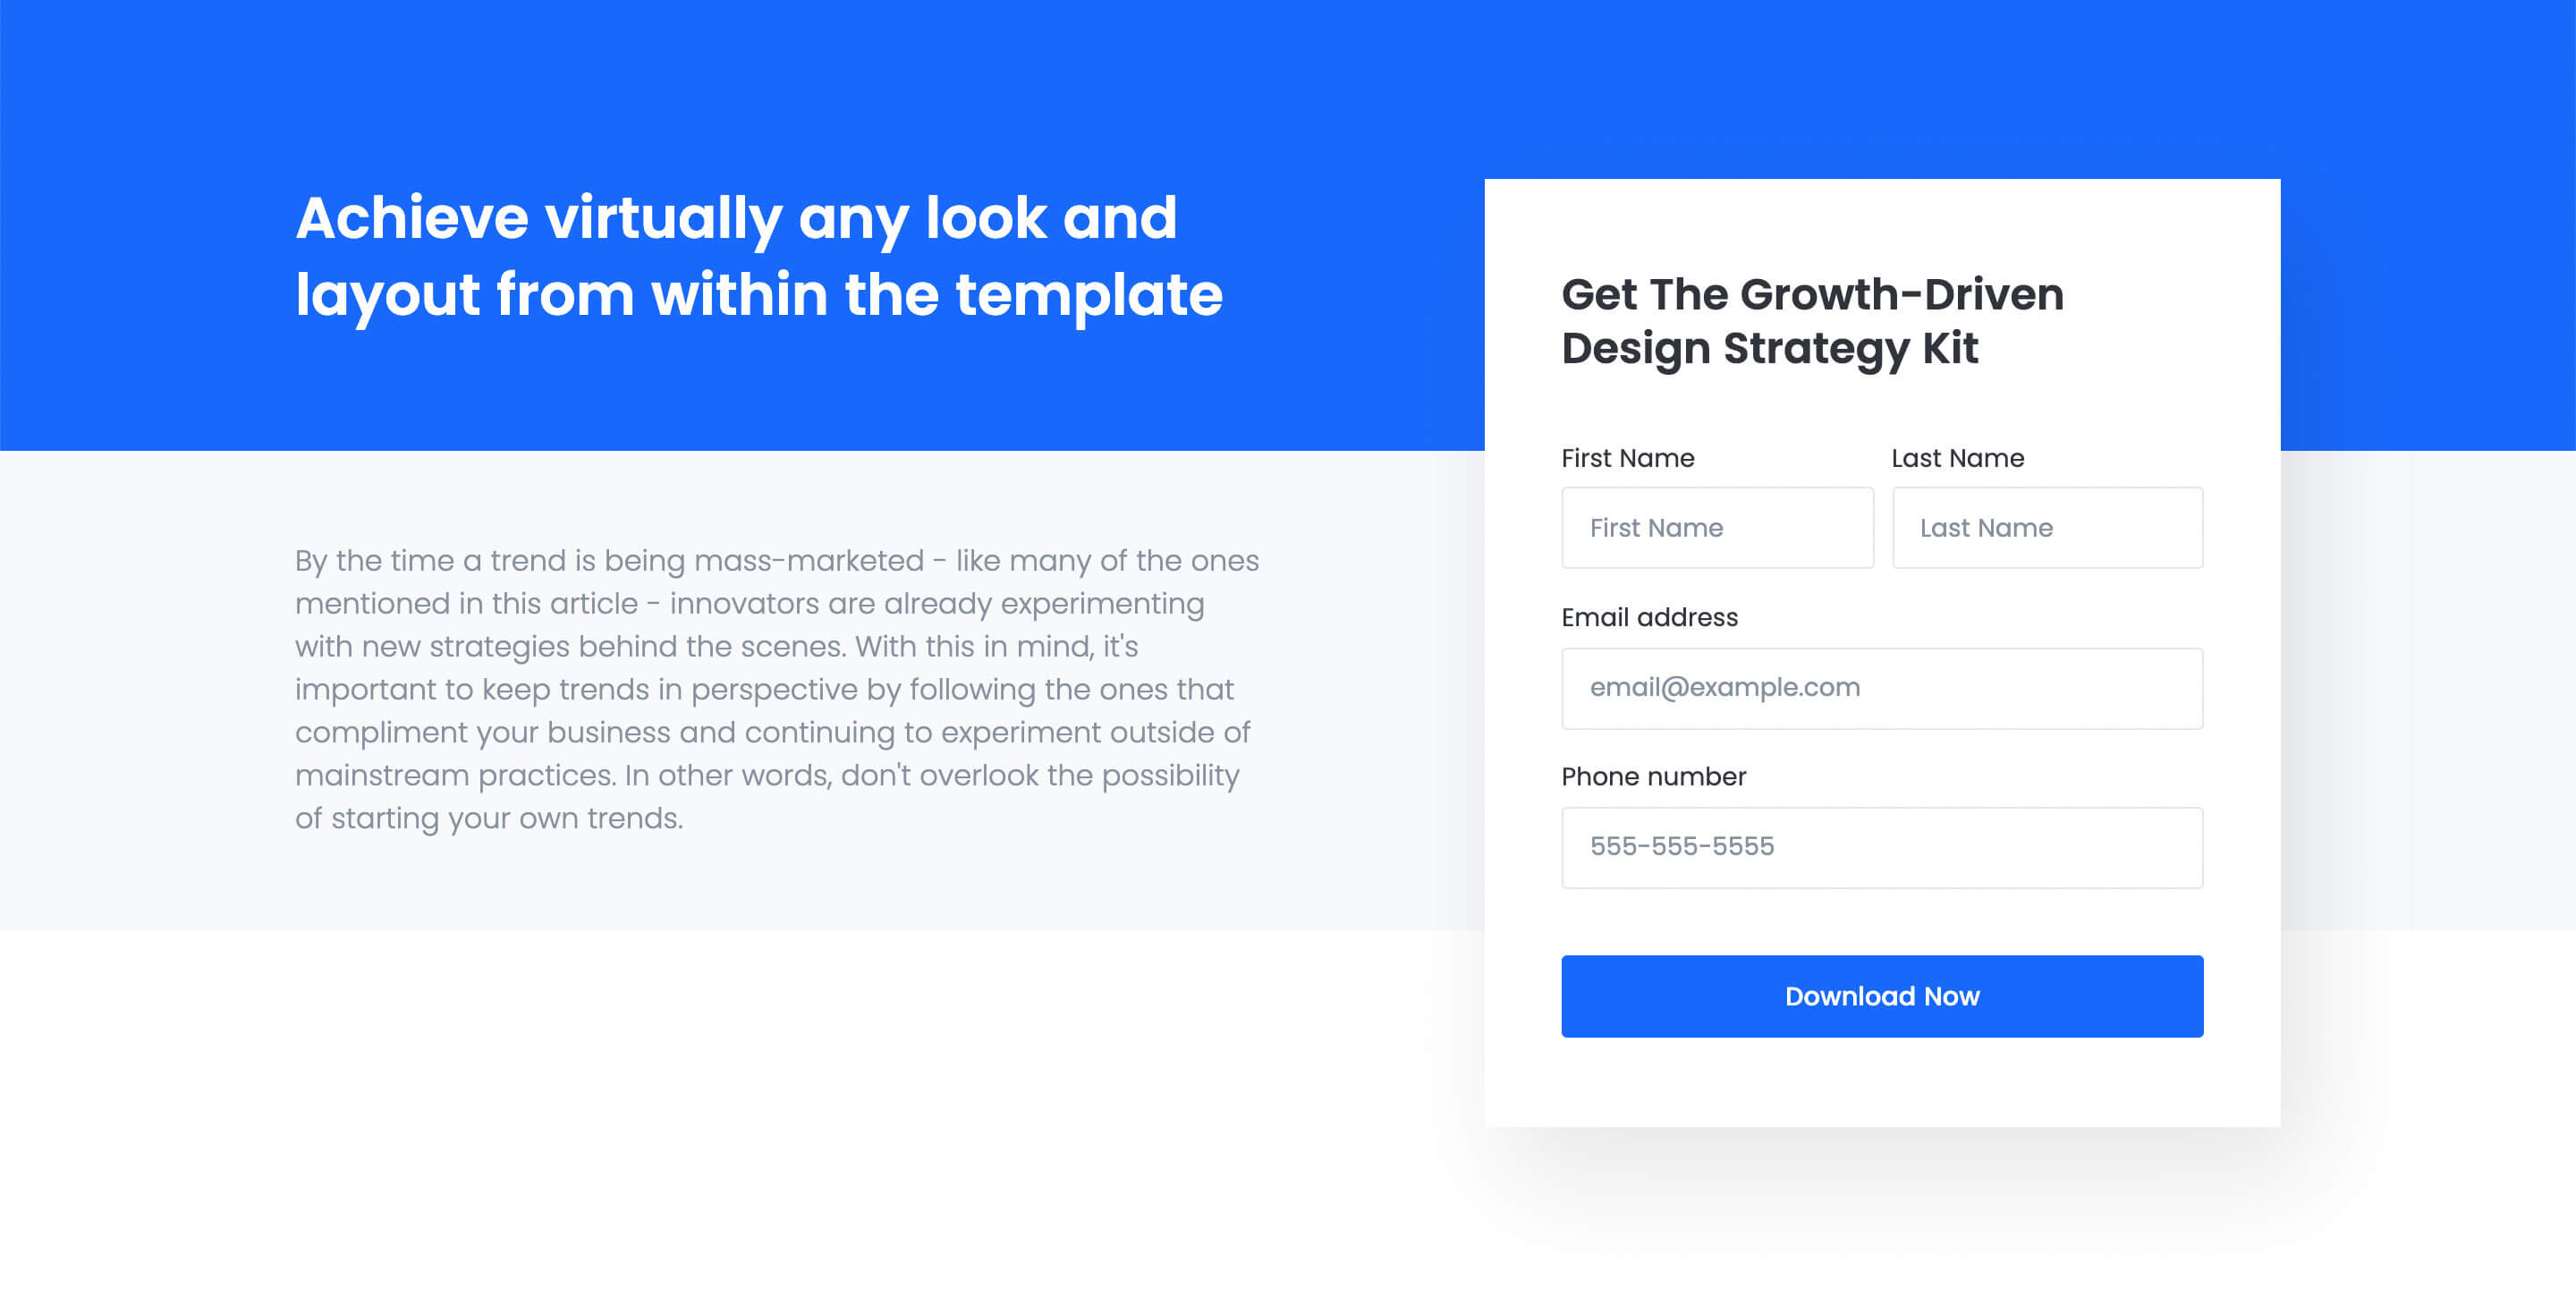 Achieve virtually any look and
layout from within the template
By the time a trend is being mass-marketed - like many of the ones
mentioned in this article - innovators are already experimenting
with new strategies behind the scenes. With this in mind, it's
important to keep trends in perspective by following the ones that
compliment your business and continuing to experiment outside of
mainstream practices. In other words, don't overlook the possibility
of starting your own trends.
Get The Growth-Driven
Design Strategy Kit
First Name
Last Name
First Name
Last Name
Email address
email@example.com
Phone number
555-555-5555
Download Now